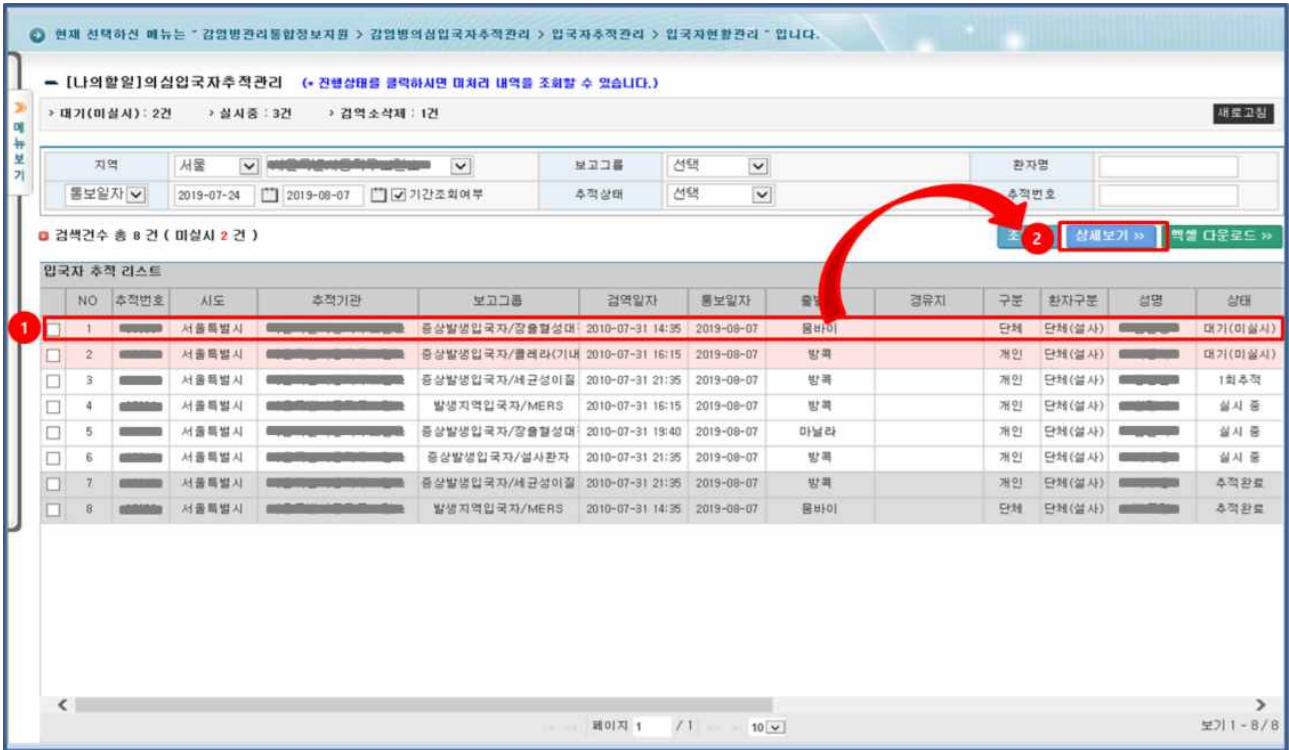 현재 선택하신 메뉴는 " 감염병관리통합정보지원 > 감염병의심입국자추적관리 > 입국자추적관리 > 입국자현황관리 " 입니다.
메뉴보기
[나의할일]의심입국자추적관리 (* 진행상태를 클릭하시면 미처리 내역을 조회할 수 있습니다.)
> 대기(미실시) : 2건 > 실시중 : 3건 > 검역소삭제 : 1건 새로고침
지역 서울 보고그룹 선택 환자명
통보일자 2019-07-24 2019-08-07 기간조회여부 추적상태 선택 추적번호
검색건수 총 8 건 ( 미실시 2 건 ) 조 2 상세보기 >> 엑셀 다운로드 >>
입국자 추적 리스트
NO 추적번호 시도 추적기관 보고그룹 검역일자 통보일자 출발 경유지 구분 환자구분 성명 상태
1 1 서울특별시 증상발생입국자/장출혈성대 2010-07-31 14:35 2019-08-07 뭄바이 단체 단체(설사) 대기(미실시)
2 서울특별시 증상발생입국자/콜레라(기내 2010-07-31 16:15 2019-08-07 방콕 개인 단체(설사) 대기(미실시)
3 서울특별시 증상발생입국자/세균성이질 2010-07-31 21:35 2019-08-07 방콕 개인 단체(설사) 1회추적
4 서울특별시 발생지역입국자/MERS 2010-07-31 16:15 2019-08-07 방콕 개인 단체(설사) 실시 중
5 서울특별시 증상발생입국자/장출혈성대 2010-07-31 19:40 2019-08-07 마닐라 개인 단체(설사) 실시 중
6 서울특별시 증상발생입국자/설사환자 2010-07-31 21:35 2019-08-07 방콕 개인 단체(설사) 실시 중
7 서울특별시 증상발생입국자/세균성이질 2010-07-31 21:35 2019-08-07 방콕 개인 단체(설사) 추적완료
8 서울특별시 발생지역입국자/MERS 2010-07-31 14:35 2019-08-07 뭄바이 단체 단체(설사) 추적완료
페이지 1 / 1 10 보기 1 - 8 / 8